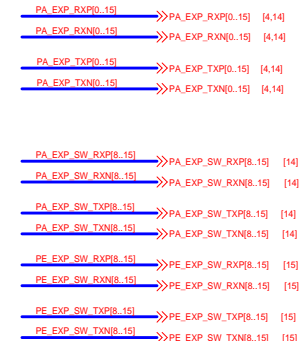 PA_EXP_RXP[0..15] PA_EXP_RXP[0..15] [4,14]
PA_EXP_RXN[0..15] PA_EXP_RXN[0..15] [4,14]
PA_EXP_TXP[0..15] PA_EXP_TXP[0..15] [4,14]
PA_EXP_TXN[0..15] PA_EXP_TXN[0..15] [4,14]
PA_EXP_SW_RXP[8..15] PA_EXP_SW_RXP[8..15] [14]
PA_EXP_SW_RXN[8..15] PA_EXP_SW_RXN[8..15] [14]
PA_EXP_SW_TXP[8..15] PA_EXP_SW_TXP[8..15] [14]
PA_EXP_SW_TXN[8..15] PA_EXP_SW_TXN[8..15] [14]
PE_EXP_SW_RXP[8..15] PE_EXP_SW_RXP[8..15] [15]
PE_EXP_SW_RXN[8..15] PE_EXP_SW_RXN[8..15] [15]
PE_EXP_SW_TXP[8..15] PE_EXP_SW_TXP[8..15] [15]
PE_EXP_SW_TXN[8..15] PE_EXP_SW_TXN[8..15] [15]